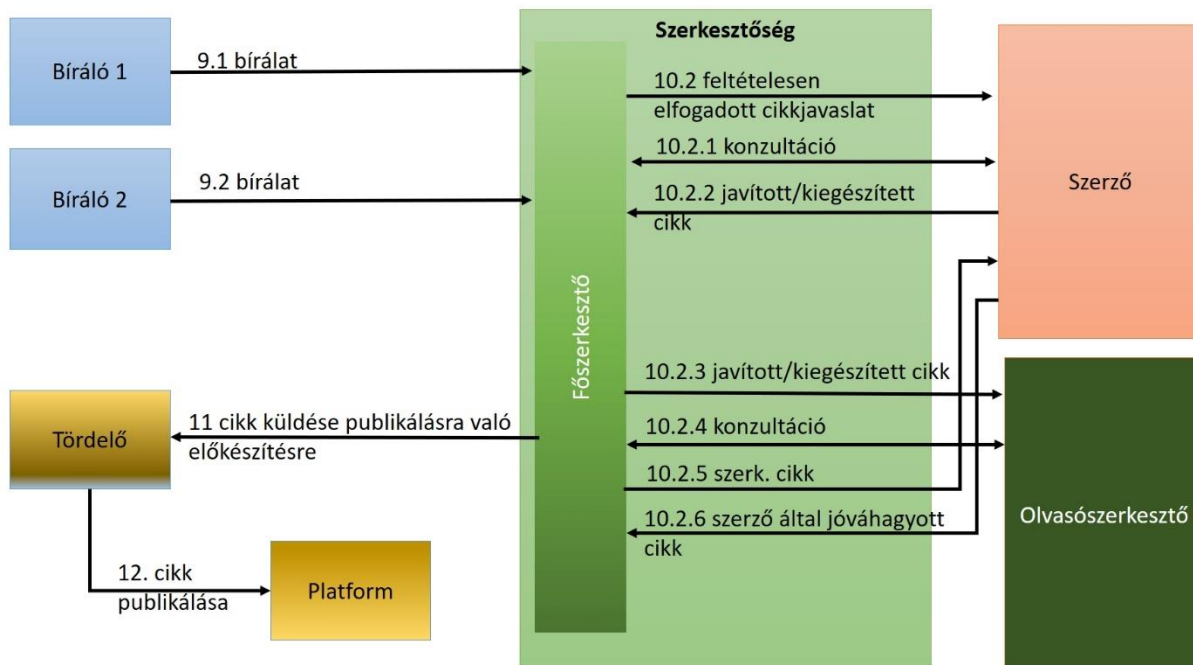 Szerkesztőség
Bíráló 1
9.1 bírálat
10.2 feltételesen
elfogadott cikkjavaslat
10.2.1 konzultáció
Bíráló 2
9.2 bírálat
10.2.2 javított/kiegészített
cikk
Szerző
Főszerkesztő
10.2.3 javított/kiegészített cikk
Tördelő
11 cikk küldése publikálásra való
előkészítésre
10.2.4 konzultáció
10.2.5 szerk. cikk
10.2.6 szerző által jóváhagyott
cikk
Olvasószerkesztő
12. cikk
publikálása
Platform